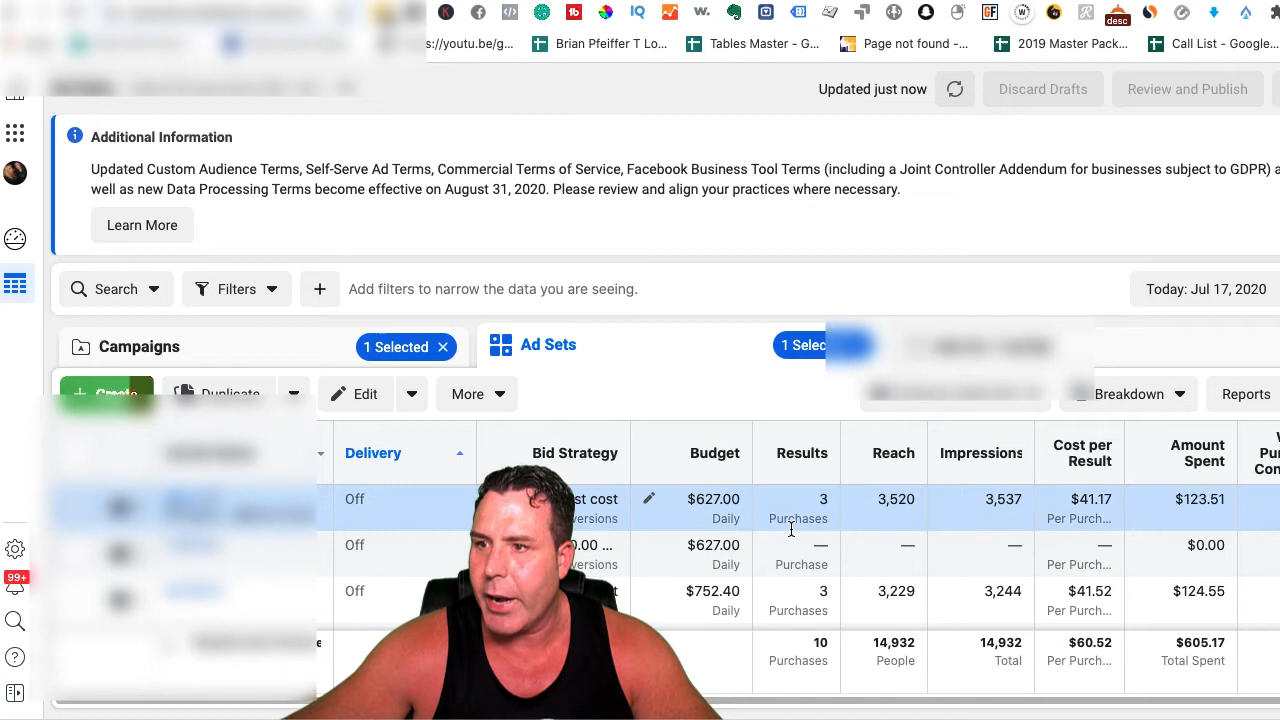 desc
s://youtu.be/g... Brian Pfeiffer T Lo... Tables Master - G... Page not found -... 2019 Master Pack... Call List - Google...
Updated just now Discard Drafts Review and Publish
Additional Information
Updated Custom Audience Terms, Self-Serve Ad Terms, Commercial Terms of Service, Facebook Business Tool Terms (including a Joint Controller Addendum for businesses subject to GDPR) a
well as new Data Processing Terms become effective on August 31, 2020. Please review and align your practices where necessary.
Learn More
Search Filters + Add filters to narrow the data you are seeing. Today: Jul 17, 2020
Campaigns 1 Selected Ad Sets 1 Selec
+ Create Duplicate Edit More Breakdown Reports
Delivery Bid Strategy Budget Results Reach Impressions Cost per Result Amount Spent
Off st cost $627.00 3 3,520 3,537 $41.17 $123.51
versions Daily Purchases Per Purch...
Off 0.00 ... $627.00 — — — — $0.00
versions Daily Purchase Per Purch...
Off t $752.40 3 3,229 3,244 $41.52 $124.55
Daily Purchases Per Purch...
10 14,932 14,932 $60.52 $605.17
Purchases People Total Per Purch... Total Spent
99+